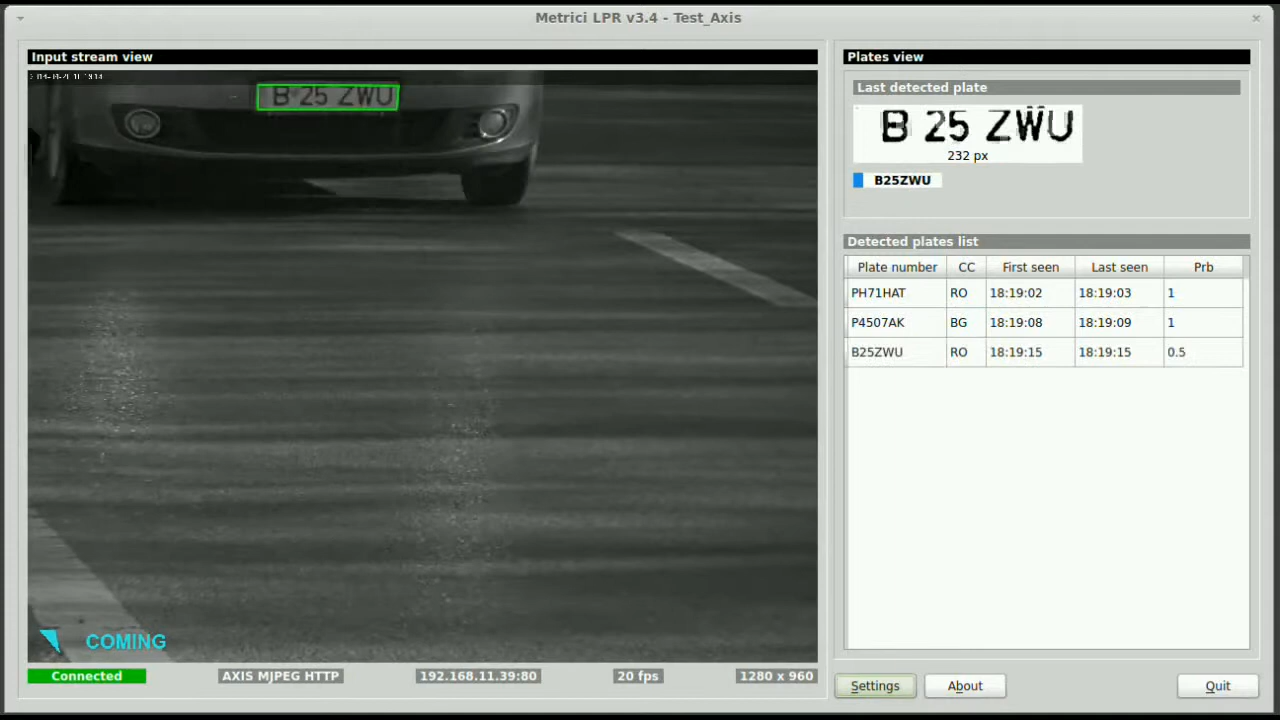 Metrici LPR v3.4 - Test_Axis
Input stream view
B 25 ZWU
COMING
Connected
AXIS MJPEG HTTP
192.168.11.39:80
20 fps
1280 x 960
Plates view
Last detected plate
B 25 ZWU
232 px
B25ZWU
Detected plates list
Plate number CC First seen Last seen Prb
PH71HAT RO 18:19:02 18:19:03 1
P4507AK BG 18:19:08 18:19:09 1
B25ZWU RO 18:19:15 18:19:15 0.5
Settings
About
Quit